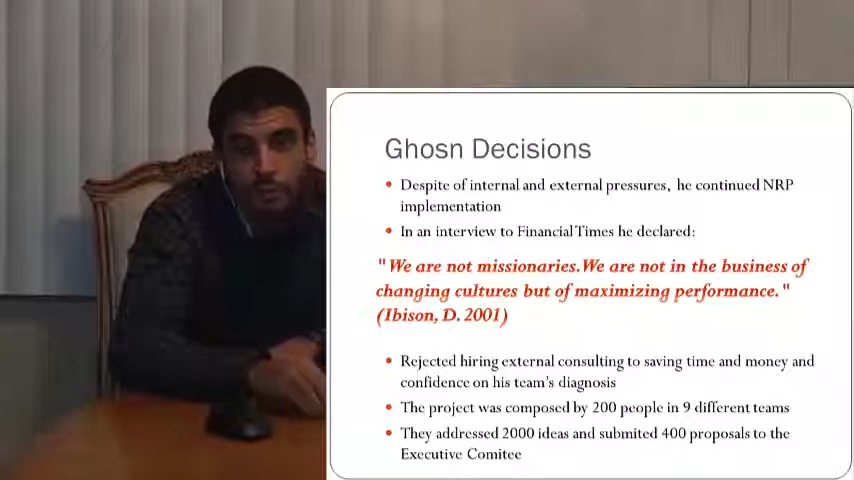 Ghosn Decisions
Despite of internal and external pressures, he continued NRP
implementation
In an interview to Financial Times he declared:
"We are not missionaries. We are not in the business of
changing cultures but of maximizing performance."
(Ibison, D. 2001)
Rejected hiring external consulting to saving time and money and
confidence on his team's diagnosis
The project was composed by 200 people in 9 different teams
They addressed 2000 ideas and submited 400 proposals to the
Executive Comitee